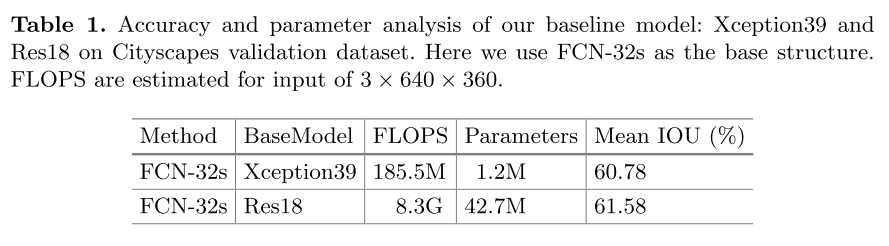 Table 1. Accuracy and parameter analysis of our baseline model: Xception39 and
Res18 on Cityscapes validation dataset. Here we use FCN-32s as the base structure.
FLOPS are estimated for input of 3 × 640 × 360.
Method BaseModel FLOPS Parameters Mean IOU (%)
FCN-32s Xception39 185.5M 1.2M 60.78
FCN-32s Res18 8.3G 42.7M 61.58